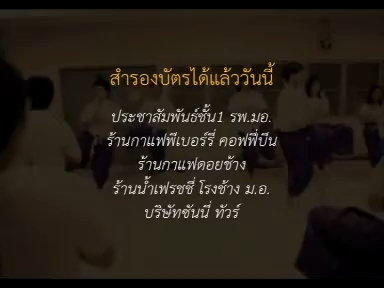 สำรองบัตรได้แล้ววันนี้
ประชาสัมพันธ์ชั้น1 รพ.มอ.
ร้านกาแฟพีเบอร์รี่ คอฟฟี่บีน
ร้านกาแฟดอยช้าง
ร้านน้ำเฟรชชี่ โรงช้าง ม.อ.
บริษัทซันนี่ ทัวร์